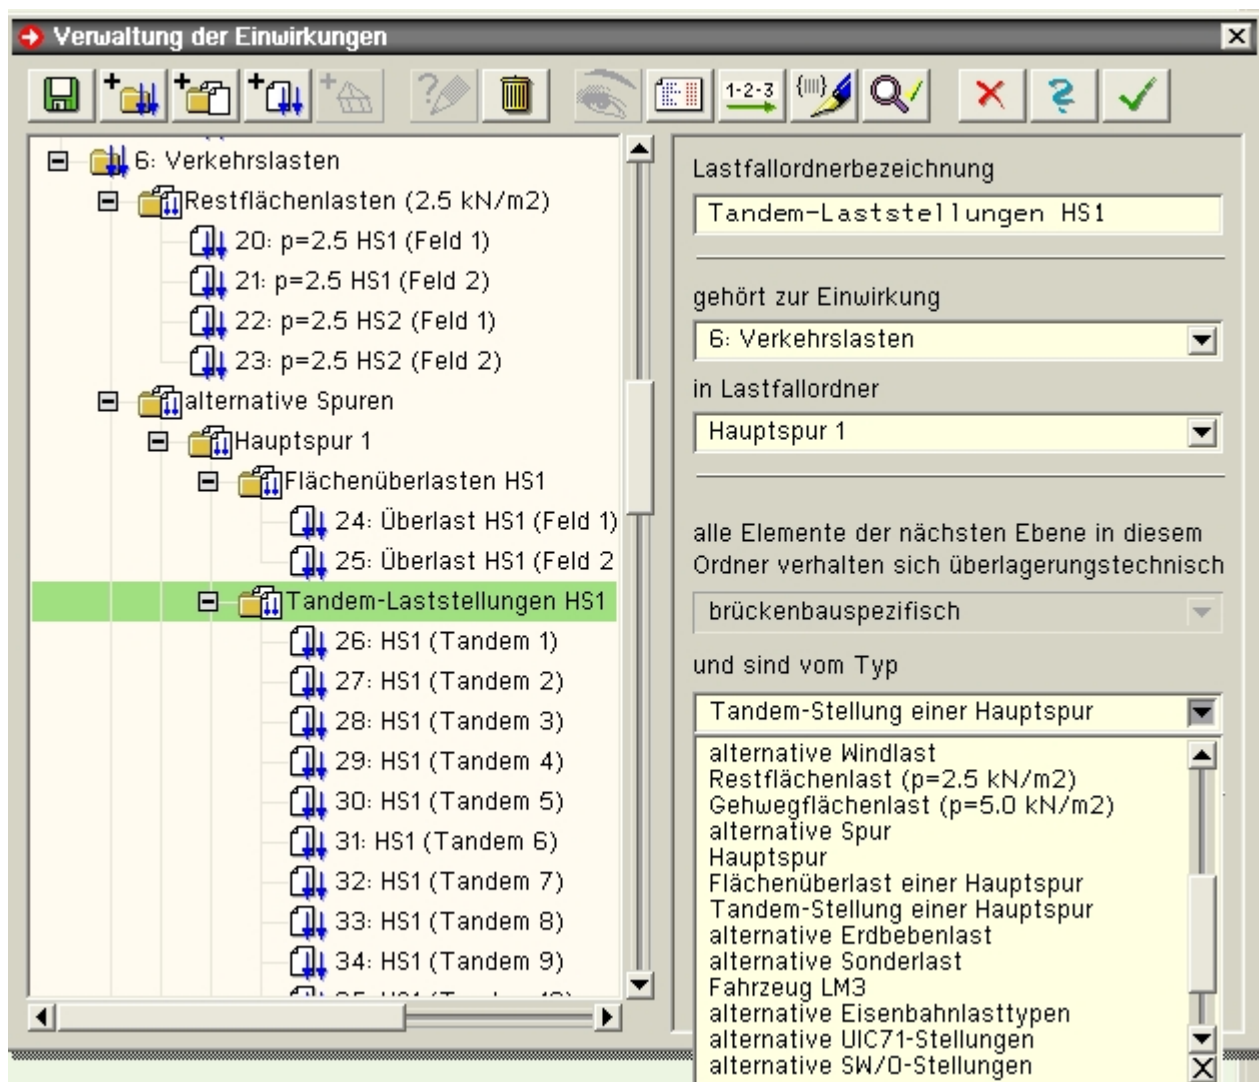 Verwaltung der Einwirkungen
1-2-3
6: Verkehrslasten
Restflächenlasten (2.5 kN/m2)
20: p=2.5 HS1 (Feld 1)
21: p=2.5 HS1 (Feld 2)
22: p=2.5 HS2 (Feld 1)
23: p=2.5 HS2 (Feld 2)
alternative Spuren
Hauptspur 1
Flächenüberlasten HS1
24: Überlast HS1 (Feld 1)
25: Überlast HS1 (Feld 2
Tandem-Laststellungen HS1
26: HS1 (Tandem 1)
27: HS1 (Tandem 2)
28: HS1 (Tandem 3)
29: HS1 (Tandem 4)
30: HS1 (Tandem 5)
31: HS1 (Tandem 6)
32: HS1 (Tandem 7)
33: HS1 (Tandem 8)
34: HS1 (Tandem 9)
Lastfallordnerbezeichnung
Tandem-Laststellungen HS1
gehört zur Einwirkung
6: Verkehrslasten
in Lastfallordner
Hauptspur 1
alle Elemente der nächsten Ebene in diesem
Ordner verhalten sich überlagerungstechnisch
brückenbauspezifisch
und sind vom Typ
Tandem-Stellung einer Hauptspur
alternative Windlast
Restflächenlast (p=2.5 kN/m2)
Gehwegflächenlast (p=5.0 kN/m2)
alternative Spur
Hauptspur
Flächenüberlast einer Hauptspur
Tandem-Stellung einer Hauptspur
alternative Erdbebenlast
alternative Sonderlast
Fahrzeug LM3
alternative Eisenbahnlasttypen
alternative UIC71-Stellungen
alternative SW/0-Stellungen